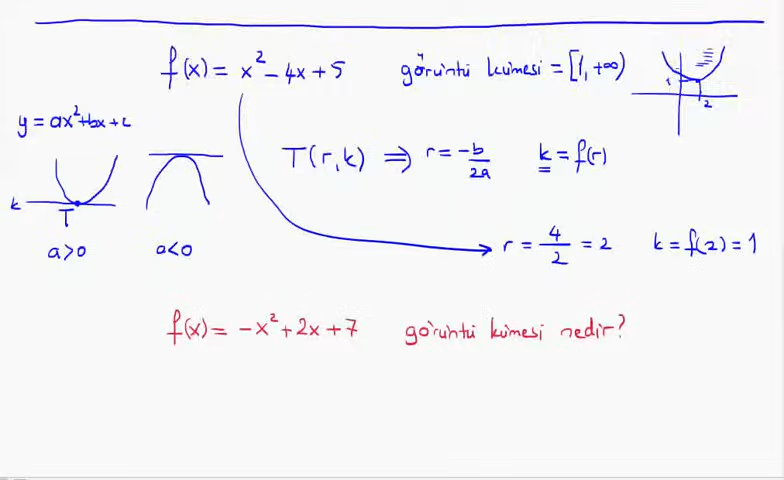 f(x) = x² - 4x + 5 görüntü kümesi = [1, +∞)
1
2
y = ax² + bx + c
T(r, k) ⇒ r = -b/2a k = f(r)
k
T
a > 0 a < 0
r = 4/2 = 2 k = f(2) = 1
f(x) = -x² + 2x + 7 görüntü kümesi nedir?